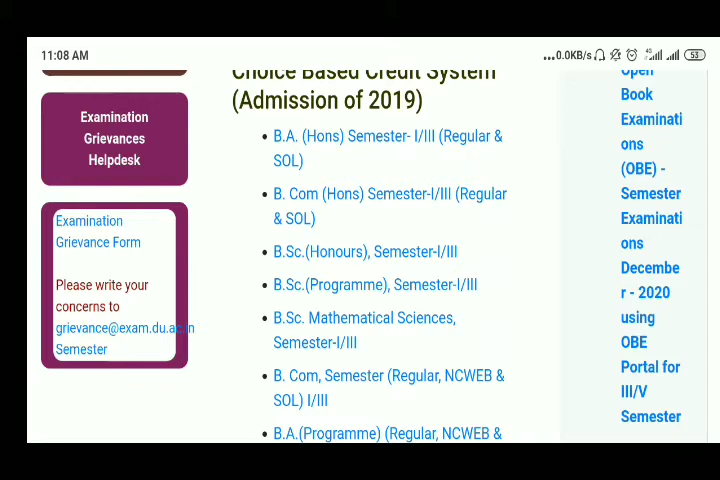 11:08 AM
...0.0KB/s 4G 53
Choice Based Credit System
(Admission of 2019)
Examination
Grievances
Helpdesk
Examination
Grievance Form
Please write your
concerns to
grievance@exam.du.ac.in
Semester
B.A. (Hons) Semester- I/III (Regular &
SOL)
B. Com (Hons) Semester-I/III (Regular
& SOL)
B.Sc.(Honours), Semester-I/III
B.Sc.(Programme), Semester-I/III
B.Sc. Mathematical Sciences,
Semester-I/III
B. Com, Semester (Regular, NCWEB &
SOL) I/III
B.A.(Programme) (Regular, NCWEB &
Open
Book
Examinati
ons
(OBE) -
Semester
Examinati
ons
Decembe
r - 2020
using
OBE
Portal for
III/V
Semester